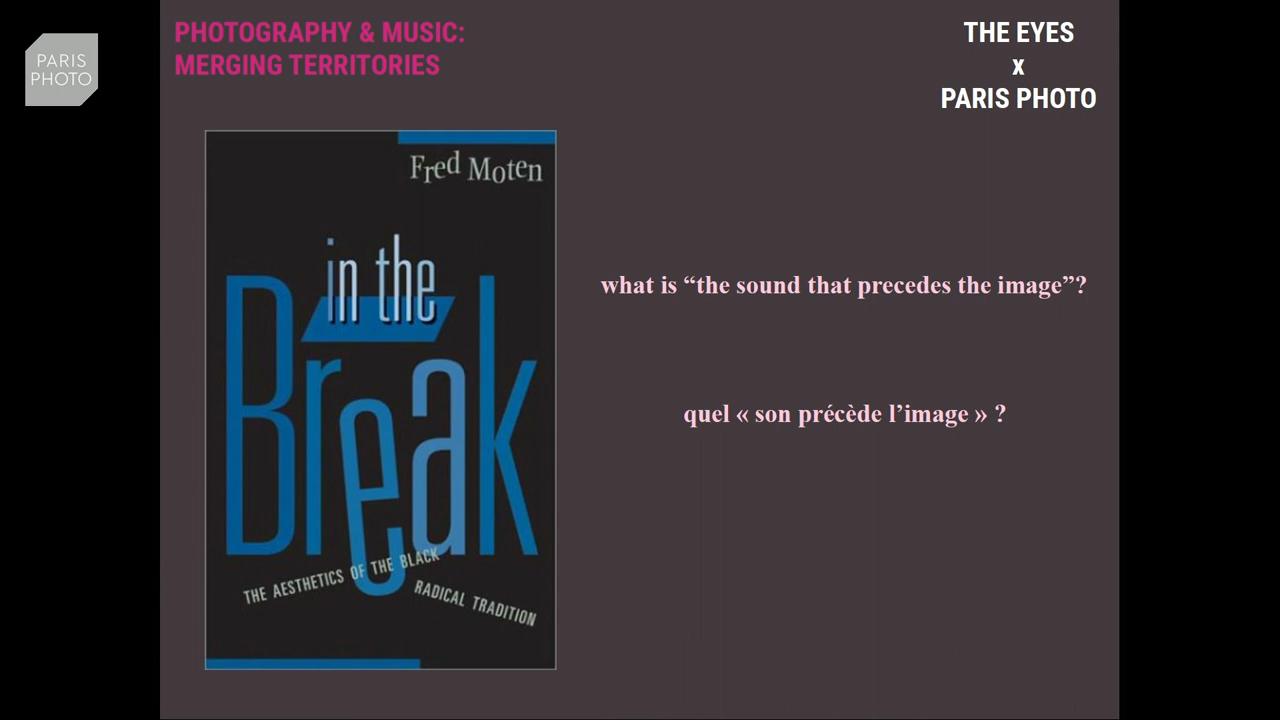 PARIS
PHOTO
PHOTOGRAPHY & MUSIC:
MERGING TERRITORIES
THE EYES
x
PARIS PHOTO
Fred Moten
in the
Break
THE AESTHETICS OF THE BLACK
RADICAL TRADITION
what is “the sound that precedes the image”?
quel « son précède l’image » ?